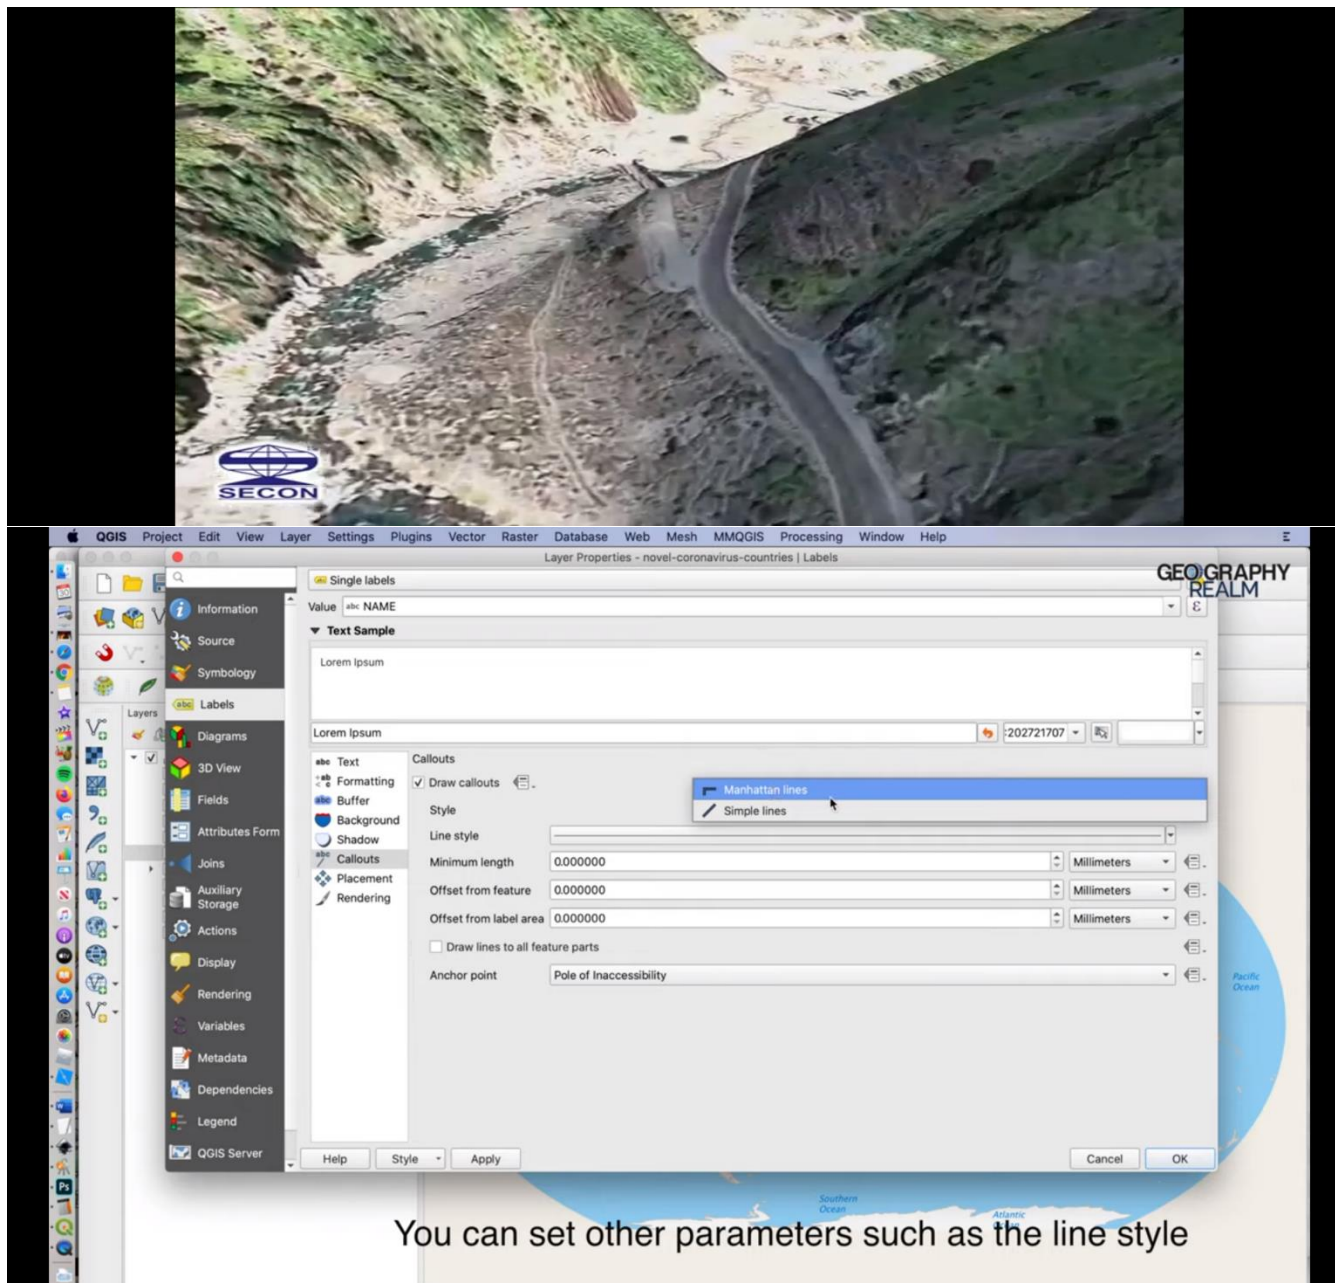 SECON
QGIS Project Edit View Layer Settings Plugins Vector Raster Database Web Mesh MMQGIS Processing Window Help
Layer Properties - novel-coronavirus-countries | Labels
GEOGRAPHY
REALM
Single labels
Value abc NAME
Text Sample
Lorem Ipsum
Lorem Ipsum
:202721707
Information
Source
Symbology
abc Labels
Diagrams
3D View
Fields
Attributes Form
Joins
Auxiliary
Storage
Actions
Display
Rendering
Variables
Metadata
Dependencies
Legend
QGIS Server
Layers
abc Text
Formatting
abc Buffer
Background
Shadow
abc Callouts
Placement
Rendering
Callouts
Draw callouts
Style
Manhattan lines
Simple lines
Line style
Minimum length 0.000000 Millimeters
Offset from feature 0.000000 Millimeters
Offset from label area 0.000000 Millimeters
Draw lines to all feature parts
Anchor point Pole of Inaccessibility
Help Style Apply Cancel OK
Pacific
Ocean
Southern
Ocean
Atlantic
You can set other parameters such as the line style